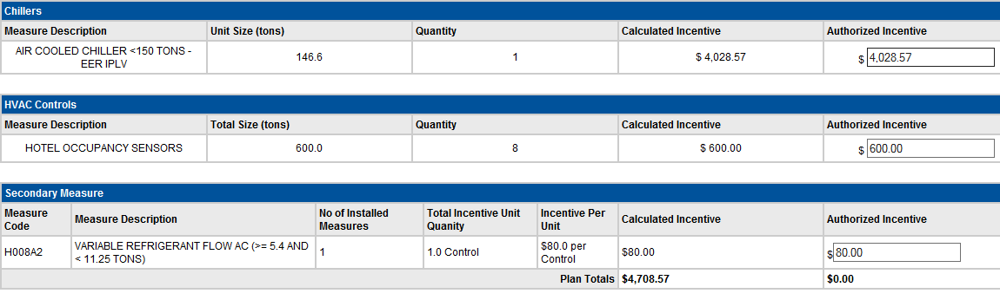 Chillers
Measure Description Unit Size (tons) Quantity Calculated Incentive Authorized Incentive
AIR COOLED CHILLER <150 TONS -
EER IPLV 146.6 1 $ 4,028.57 $ 4,028.57
HVAC Controls
Measure Description Total Size (tons) Quantity Calculated Incentive Authorized Incentive
HOTEL OCCUPANCY SENSORS 600.0 8 $ 600.00 $ 600.00
Secondary Measure
Measure
Code Measure Description No of Installed
Measures Total Incentive Unit
Quanity Incentive Per
Unit Calculated Incentive Authorized Incentive
H008A2 VARIABLE REFRIGERANT FLOW AC (>= 5.4 AND
< 11.25 TONS) 1 1.0 Control $80.0 per
Control $80.00 $ 80.00
Plan Totals $4,708.57 $0.00